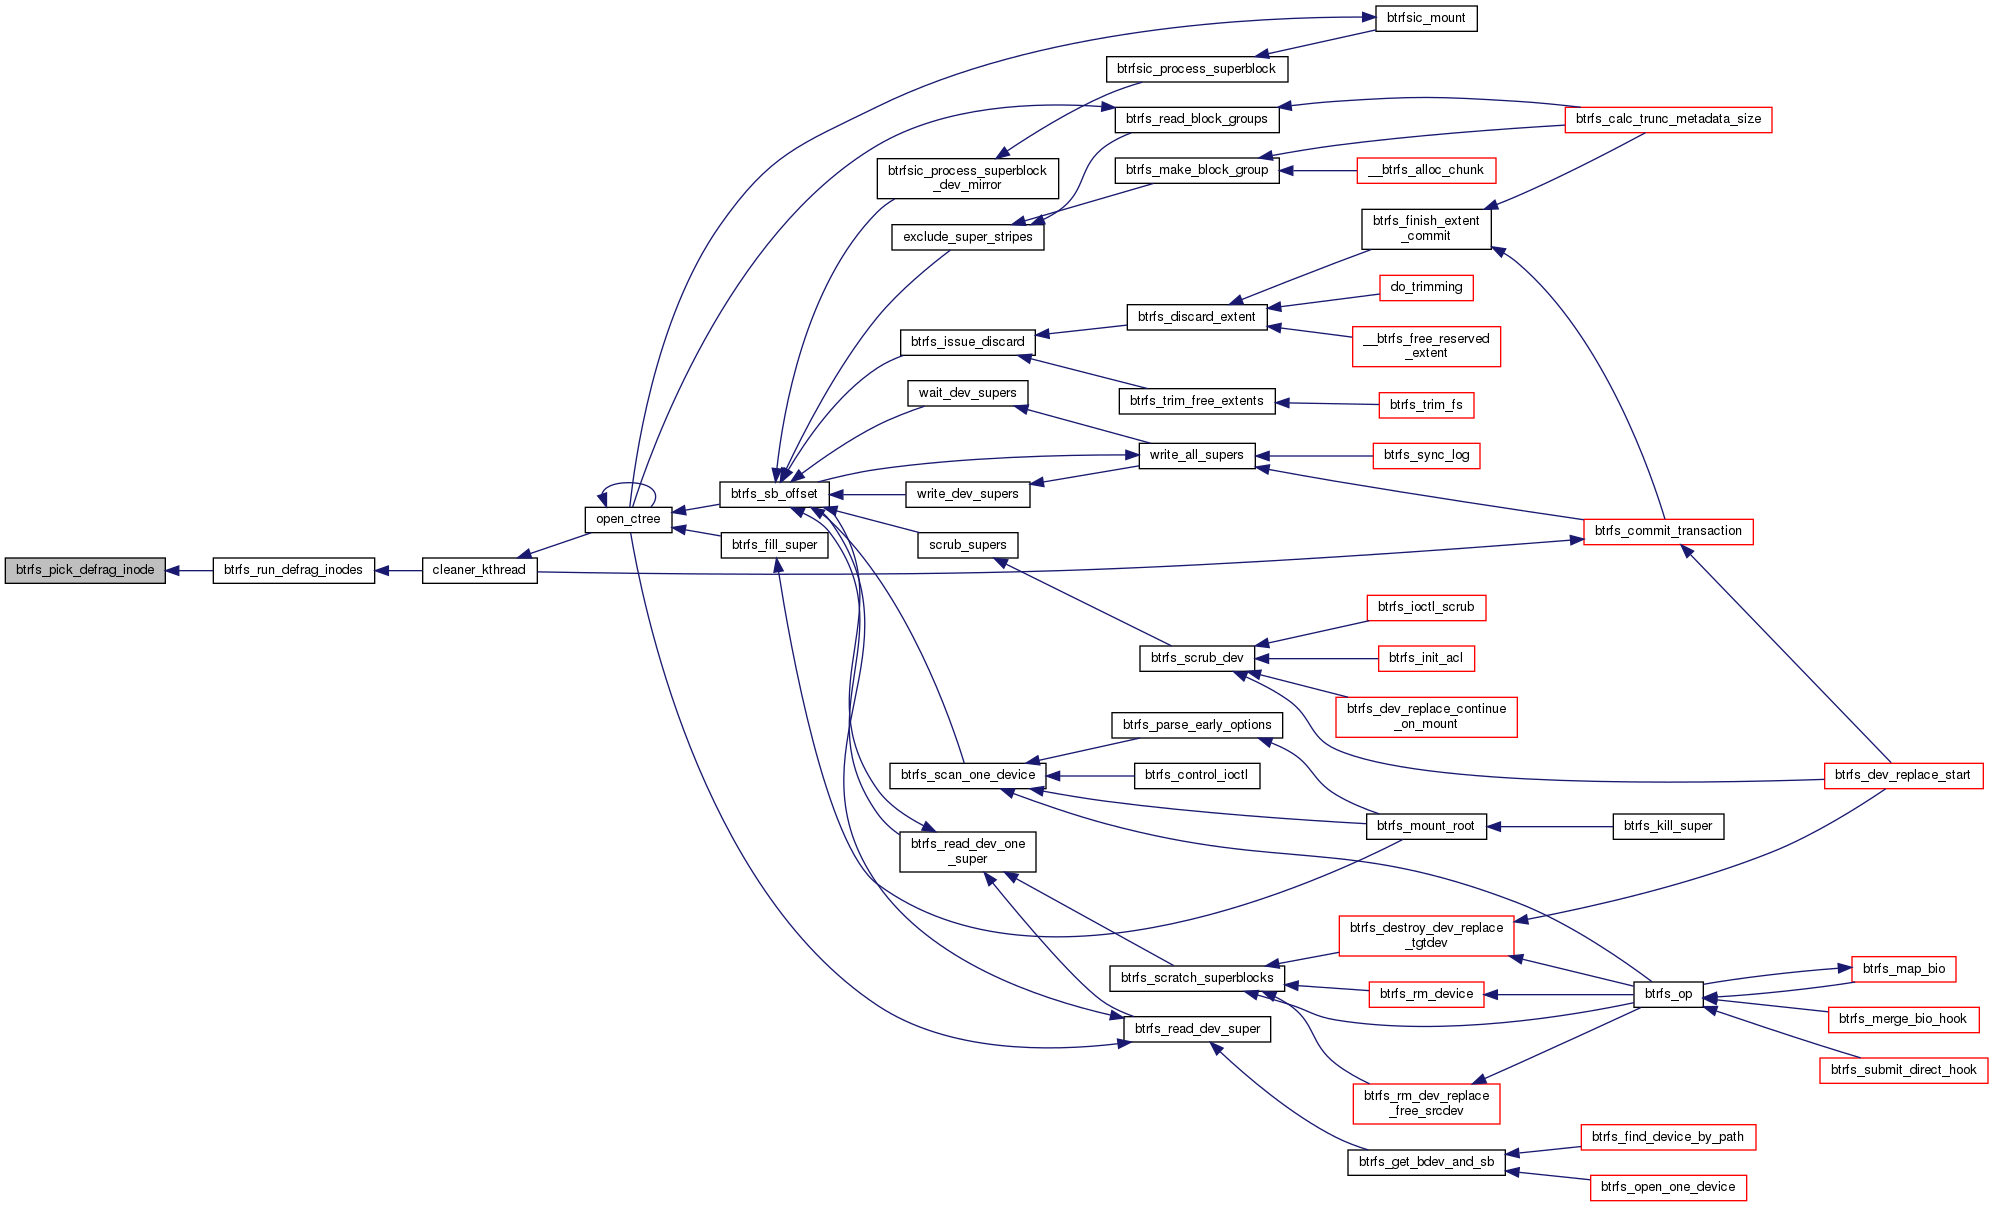 btrfsic_mount
btrfsic_process_superblock
btrfs_read_block_groups
btrfs_calc_trunc_metadata_size
btrfsic_process_superblock
_dev_mirror
btrfs_make_block_group
__btrfs_alloc_chunk
exclude_super_stripes
btrfs_finish_extent
_commit
do_trimming
btrfs_discard_extent
btrfs_issue_discard
__btrfs_free_reserved
_extent
wait_dev_supers
btrfs_trim_free_extents
btrfs_trim_fs
write_all_supers
btrfs_sync_log
btrfs_sb_offset
write_dev_supers
open_ctree
btrfs_fill_super
scrub_supers
btrfs_commit_transaction
btrfs_pick_defrag_inode
btrfs_run_defrag_inodes
cleaner_kthread
btrfs_ioctl_scrub
btrfs_scrub_dev
btrfs_init_acl
btrfs_dev_replace_continue
_on_mount
btrfs_parse_early_options
btrfs_scan_one_device
btrfs_control_ioctl
btrfs_dev_replace_start
btrfs_mount_root
btrfs_kill_super
btrfs_read_dev_one
_super
btrfs_destroy_dev_replace
_tgtdev
btrfs_scratch_superblocks
btrfs_rm_device
btrfs_op
btrfs_map_bio
btrfs_merge_bio_hook
btrfs_read_dev_super
btrfs_submit_direct_hook
btrfs_rm_dev_replace
_free_srcdev
btrfs_find_device_by_path
btrfs_get_bdev_and_sb
btrfs_open_one_device